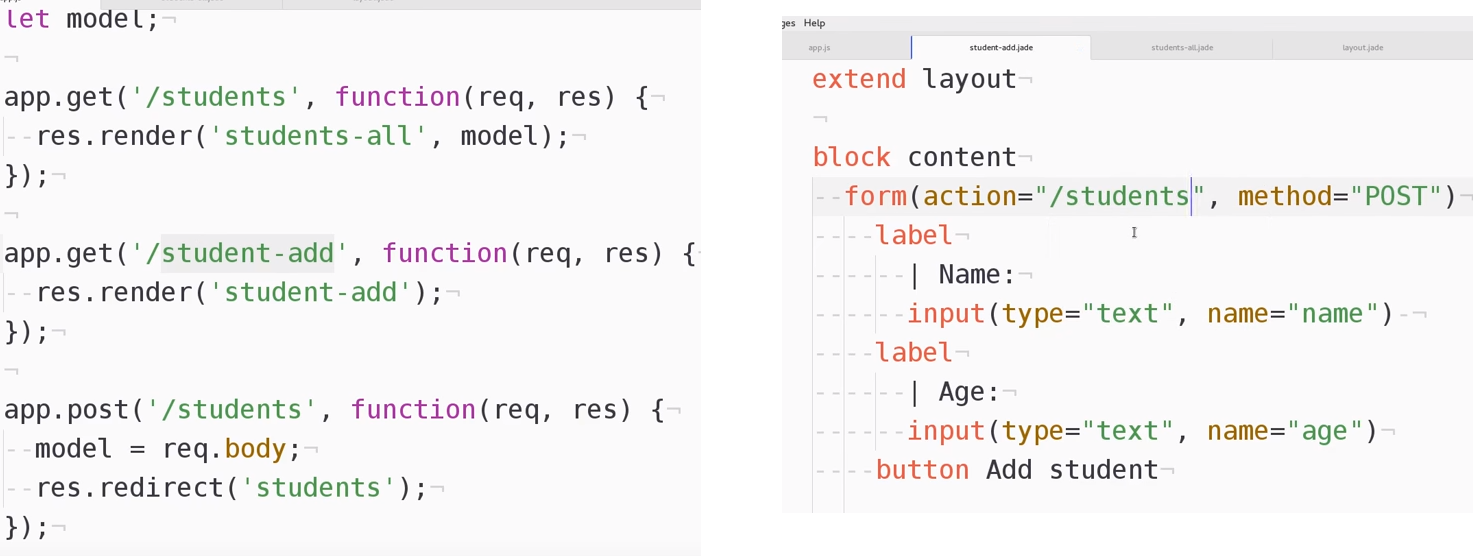 let model;
app.get('/students', function(req, res) {
res.render('students-all', model);
});
app.get('/student-add', function(req, res) {
res.render('student-add');
});
app.post('/students', function(req, res) {
model = req.body;
res.redirect('students');
});
ges Help
app.js student-add.jade students-all.jade layout.jade
extend layout
block content
form(action="/students", method="POST")
label
| Name:
input(type="text", name="name")
label
| Age:
input(type="text", name="age")
button Add student